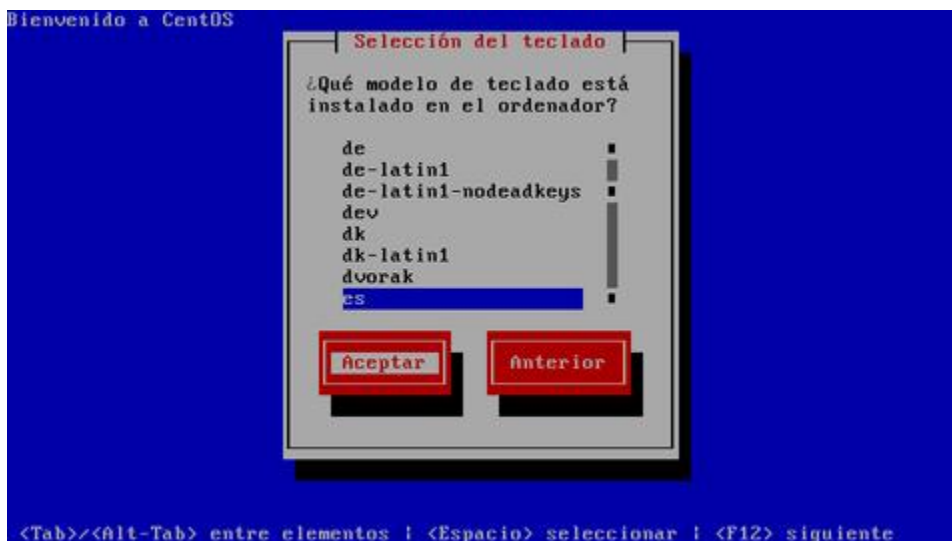 Bienvenido a CentOS
Selección del teclado
¿Qué modelo de teclado está
instalado en el ordenador?
de
de-latin1
de-latin1-nodeadkeys
dev
dk
dk-latin1
dvorak
es
Aceptar
Anterior
<Tab>/<Alt-Tab> entre elementos | <Espacio> seleccionar | <F12> siguiente